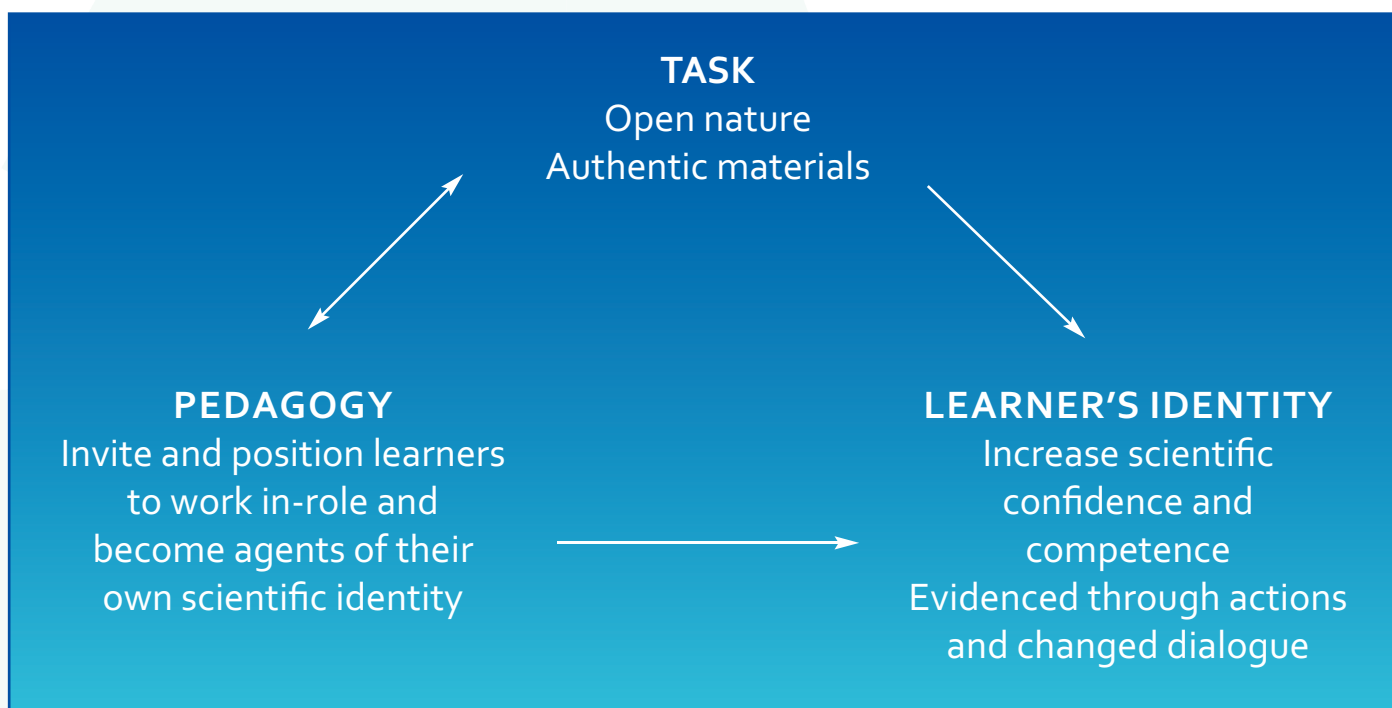 TASK
Open nature
Authentic materials
PEDAGOGY
Invite and position learners
to work in-role and
become agents of their
own scientific identity
LEARNER’S IDENTITY
Increase scientific
confidence and
competence
Evidenced through actions
and changed dialogue